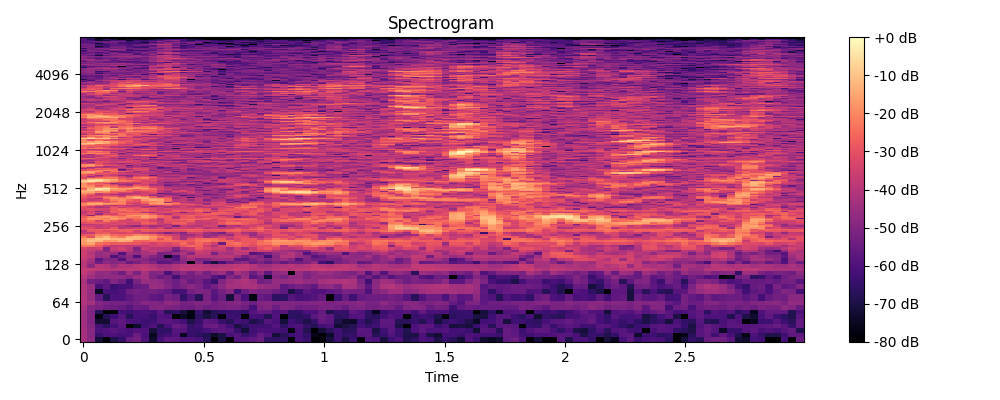 Spectrogram
Hz
4096
2048
1024
512
256
128
64
0
0
0.5
1
1.5
2
2.5
Time
+0 dB
-10 dB
-20 dB
-30 dB
-40 dB
-50 dB
-60 dB
-70 dB
-80 dB